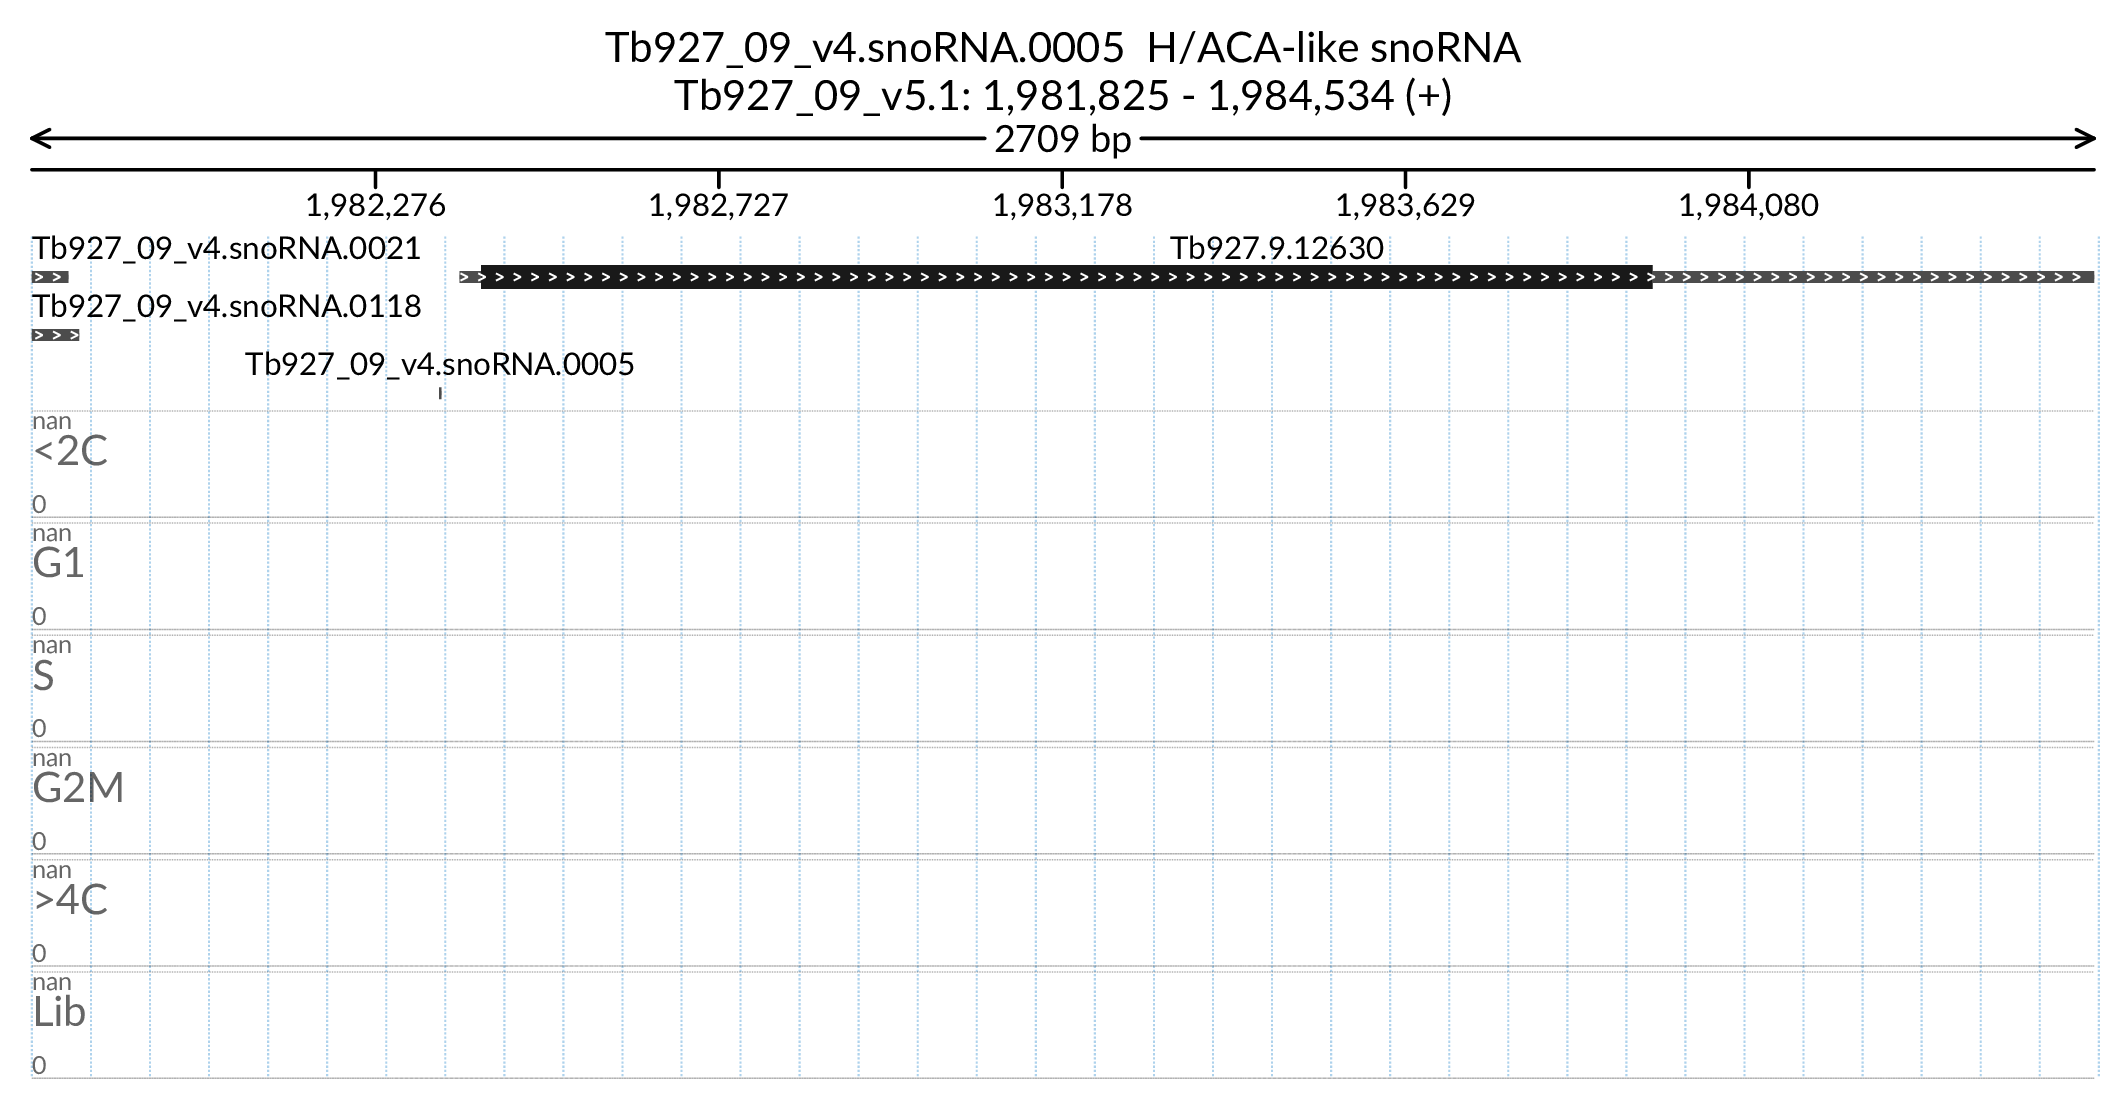 Tb927_09_v4.snoRNA.0005  H/ACA-like snoRNA
Tb927_09_v5.1: 1,981,825 - 1,984,534 (+)
2709 bp
1,982,276 1,982,727 1,983,178 1,983,629 1,984,080
Tb927_09_v4.snoRNA.0021 Tb927.9.12630
Tb927_09_v4.snoRNA.0118
Tb927_09_v4.snoRNA.0005
nan
<2C
0
nan
G1
0
nan
S
0
nan
G2M
0
nan
>4C
0
nan
Lib
0